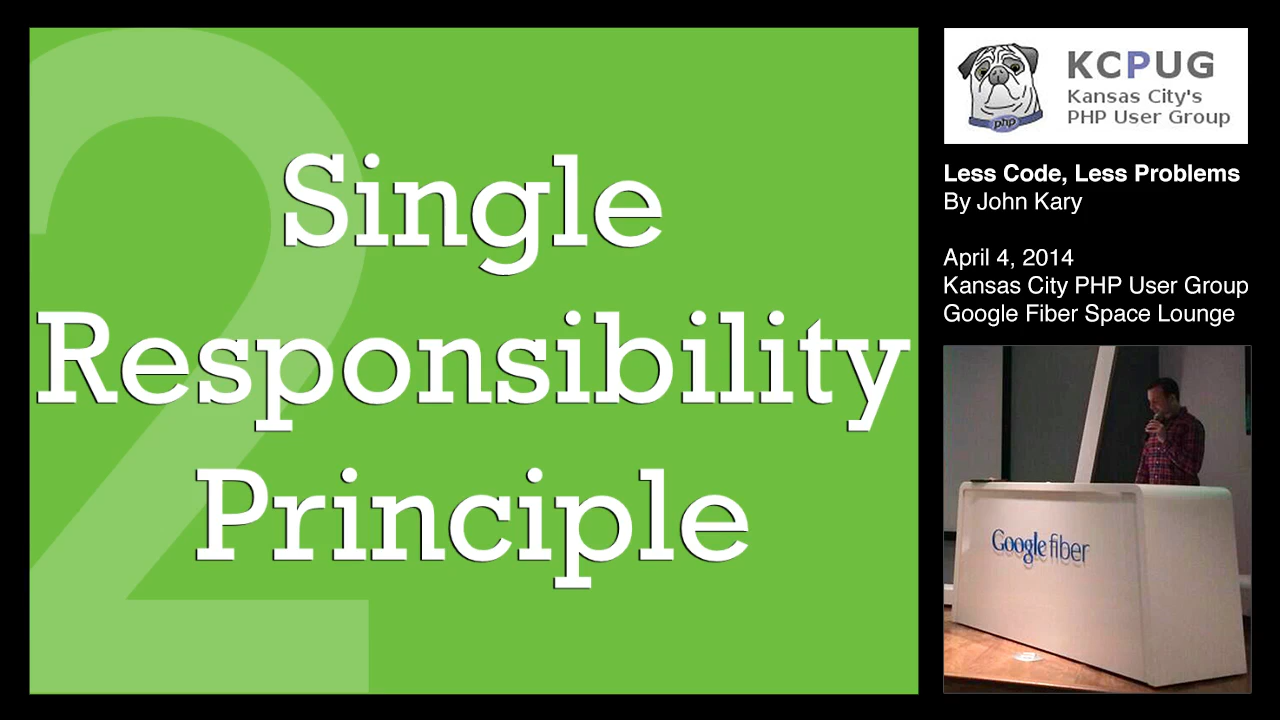 2
Single
Responsibility
Principle
KCPUG
Kansas City's
PHP User Group
php
Less Code, Less Problems
By John Kary
April 4, 2014
Kansas City PHP User Group
Google Fiber Space Lounge
Google fiber